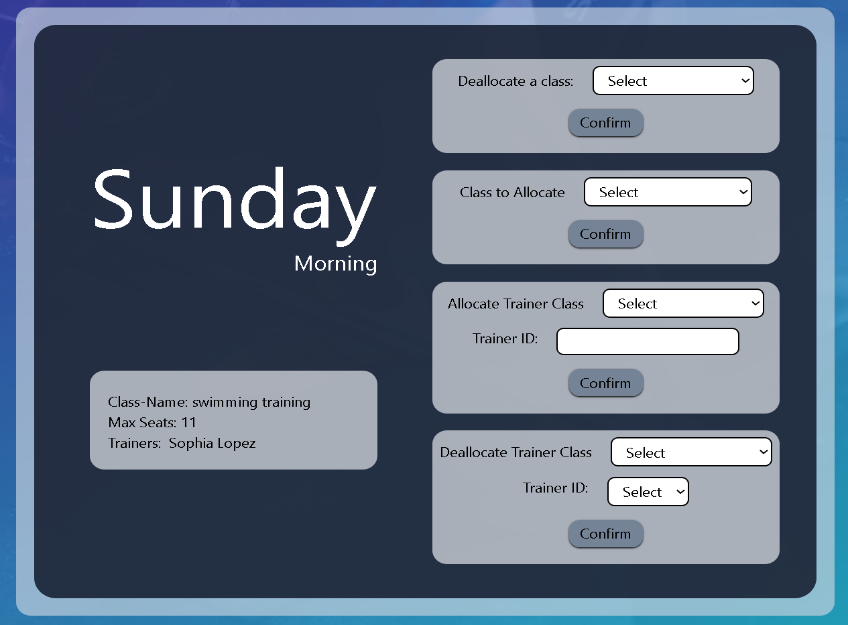 Sunday
Morning
Class-Name: swimming training
Max Seats: 11
Trainers: Sophia Lopez
Deallocate a class: Select
Confirm
Class to Allocate Select
Confirm
Allocate Trainer Class Select
Trainer ID:
Confirm
Deallocate Trainer Class Select
Trainer ID: Select
Confirm